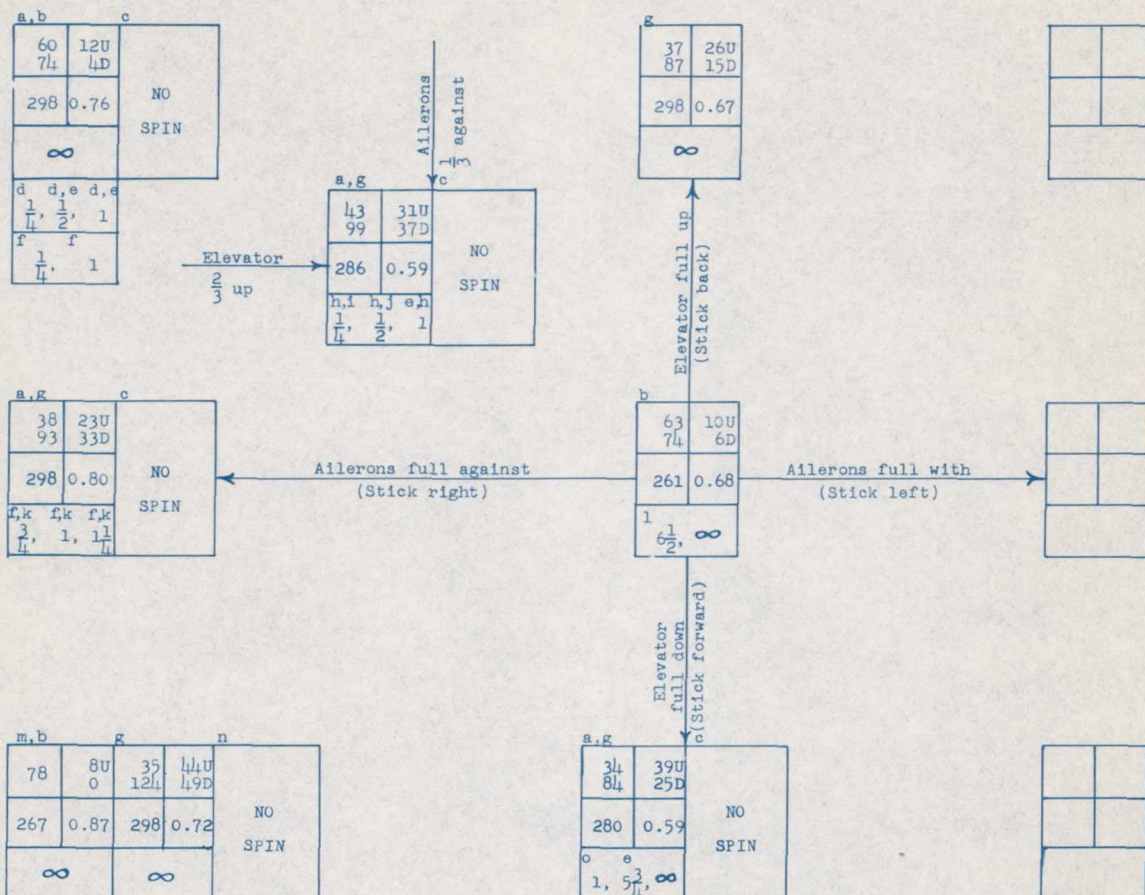 a,b c
60 12U
74 4D
298 0.76
NO
SPIN
∞
d d,e d,e
1/4, 1/2, 1
f f
1/4, 1
Ailerons
1/3 against
Elevator
2/3 up
a,g c
43 31U
99 37D
286 0.59
NO
SPIN
h,i h,j e,h
1/4, 1/2, 1
g
37 26U
87 15D
298 0.67
∞
Elevator full up
(Stick back)
a,g c
38 23U
93 33D
298 0.80
NO
SPIN
f,k f,k f,k
3/4, 1, 1 1/4
Ailerons full against
(Stick right)
b
63 10U
74 6D
261 0.68
l
6 1/2, ∞
Ailerons full with
(Stick left)
Elevator
full down
(Stick forward)
m,b g n
78 8U 35 44U
0 124 49D
267 0.87 298 0.72
NO
SPIN
∞ ∞
a,g c
34 39U
84 25D
280 0.59
NO
SPIN
o e
1, 5 3/4, ∞